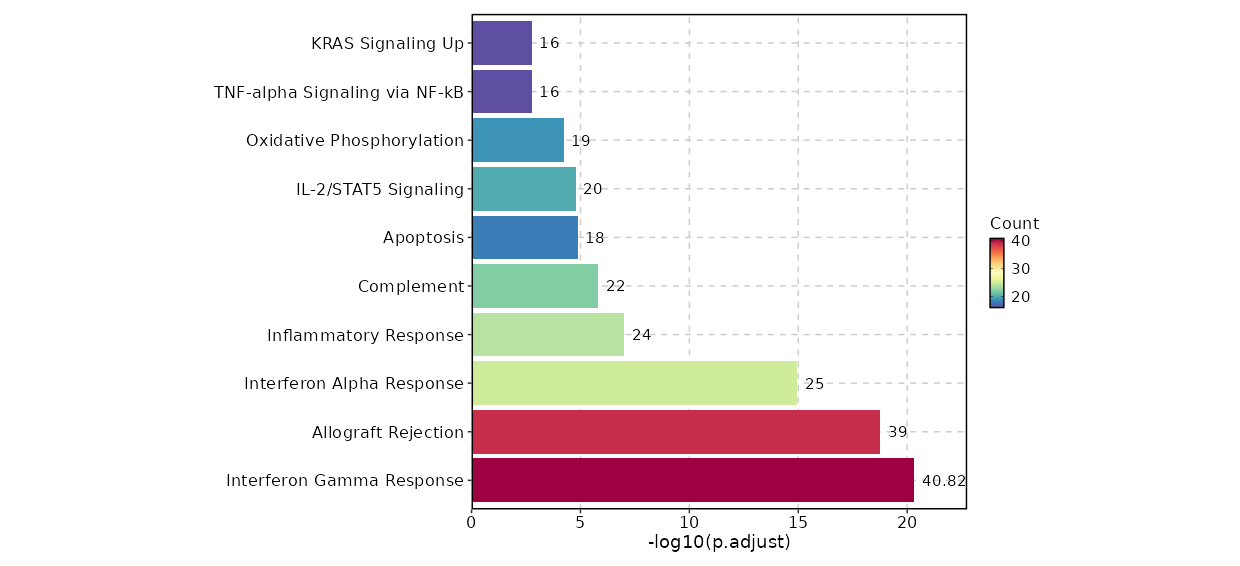 KRAS Signaling Up 16
TNF-alpha Signaling via NF-kB 16
Oxidative Phosphorylation 19
IL-2/STAT5 Signaling 20
Apoptosis 18
Complement 22
Inflammatory Response 24
Interferon Alpha Response 25
Allograft Rejection 39
Interferon Gamma Response 40.82
0 5 10 15 20
-log10(p.adjust)
Count
40
30
20